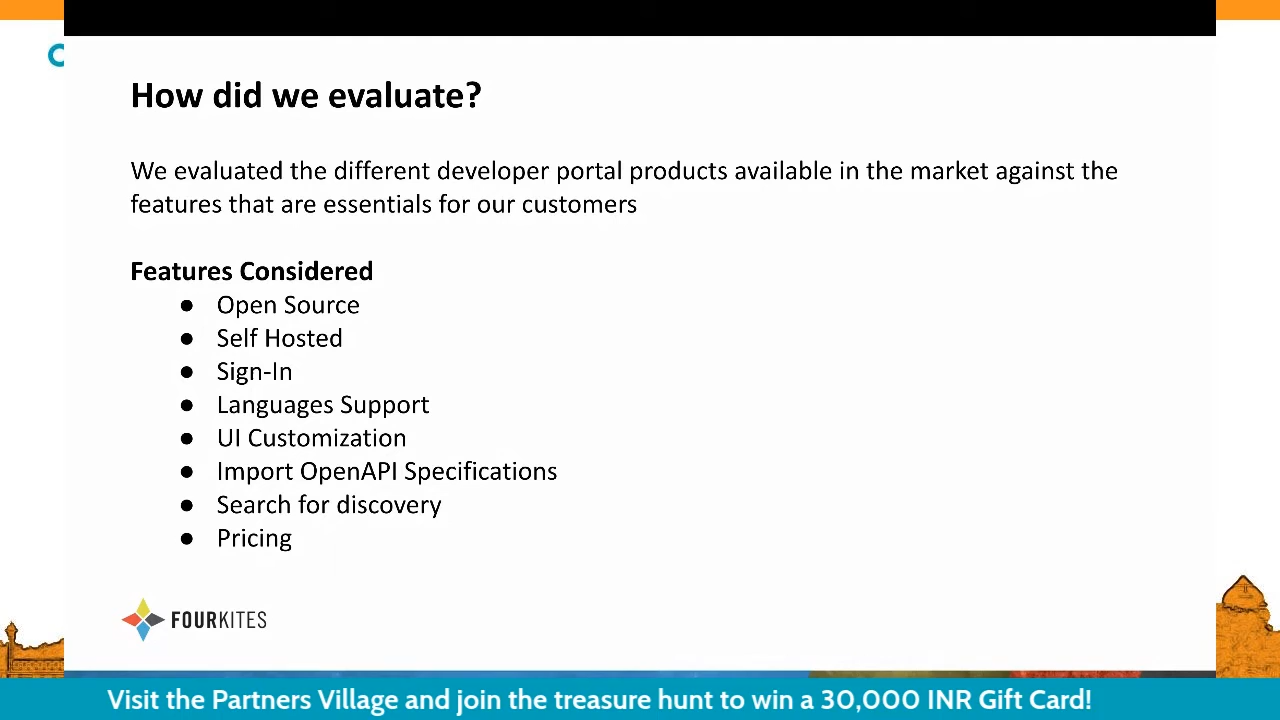 How did we evaluate?
We evaluated the different developer portal products available in the market against the
features that are essentials for our customers
Features Considered
● Open Source
● Self Hosted
● Sign-In
● Languages Support
● UI Customization
● Import OpenAPI Specifications
● Search for discovery
● Pricing
FOURKITES
Visit the Partners Village and join the treasure hunt to win a 30,000 INR Gift Card!